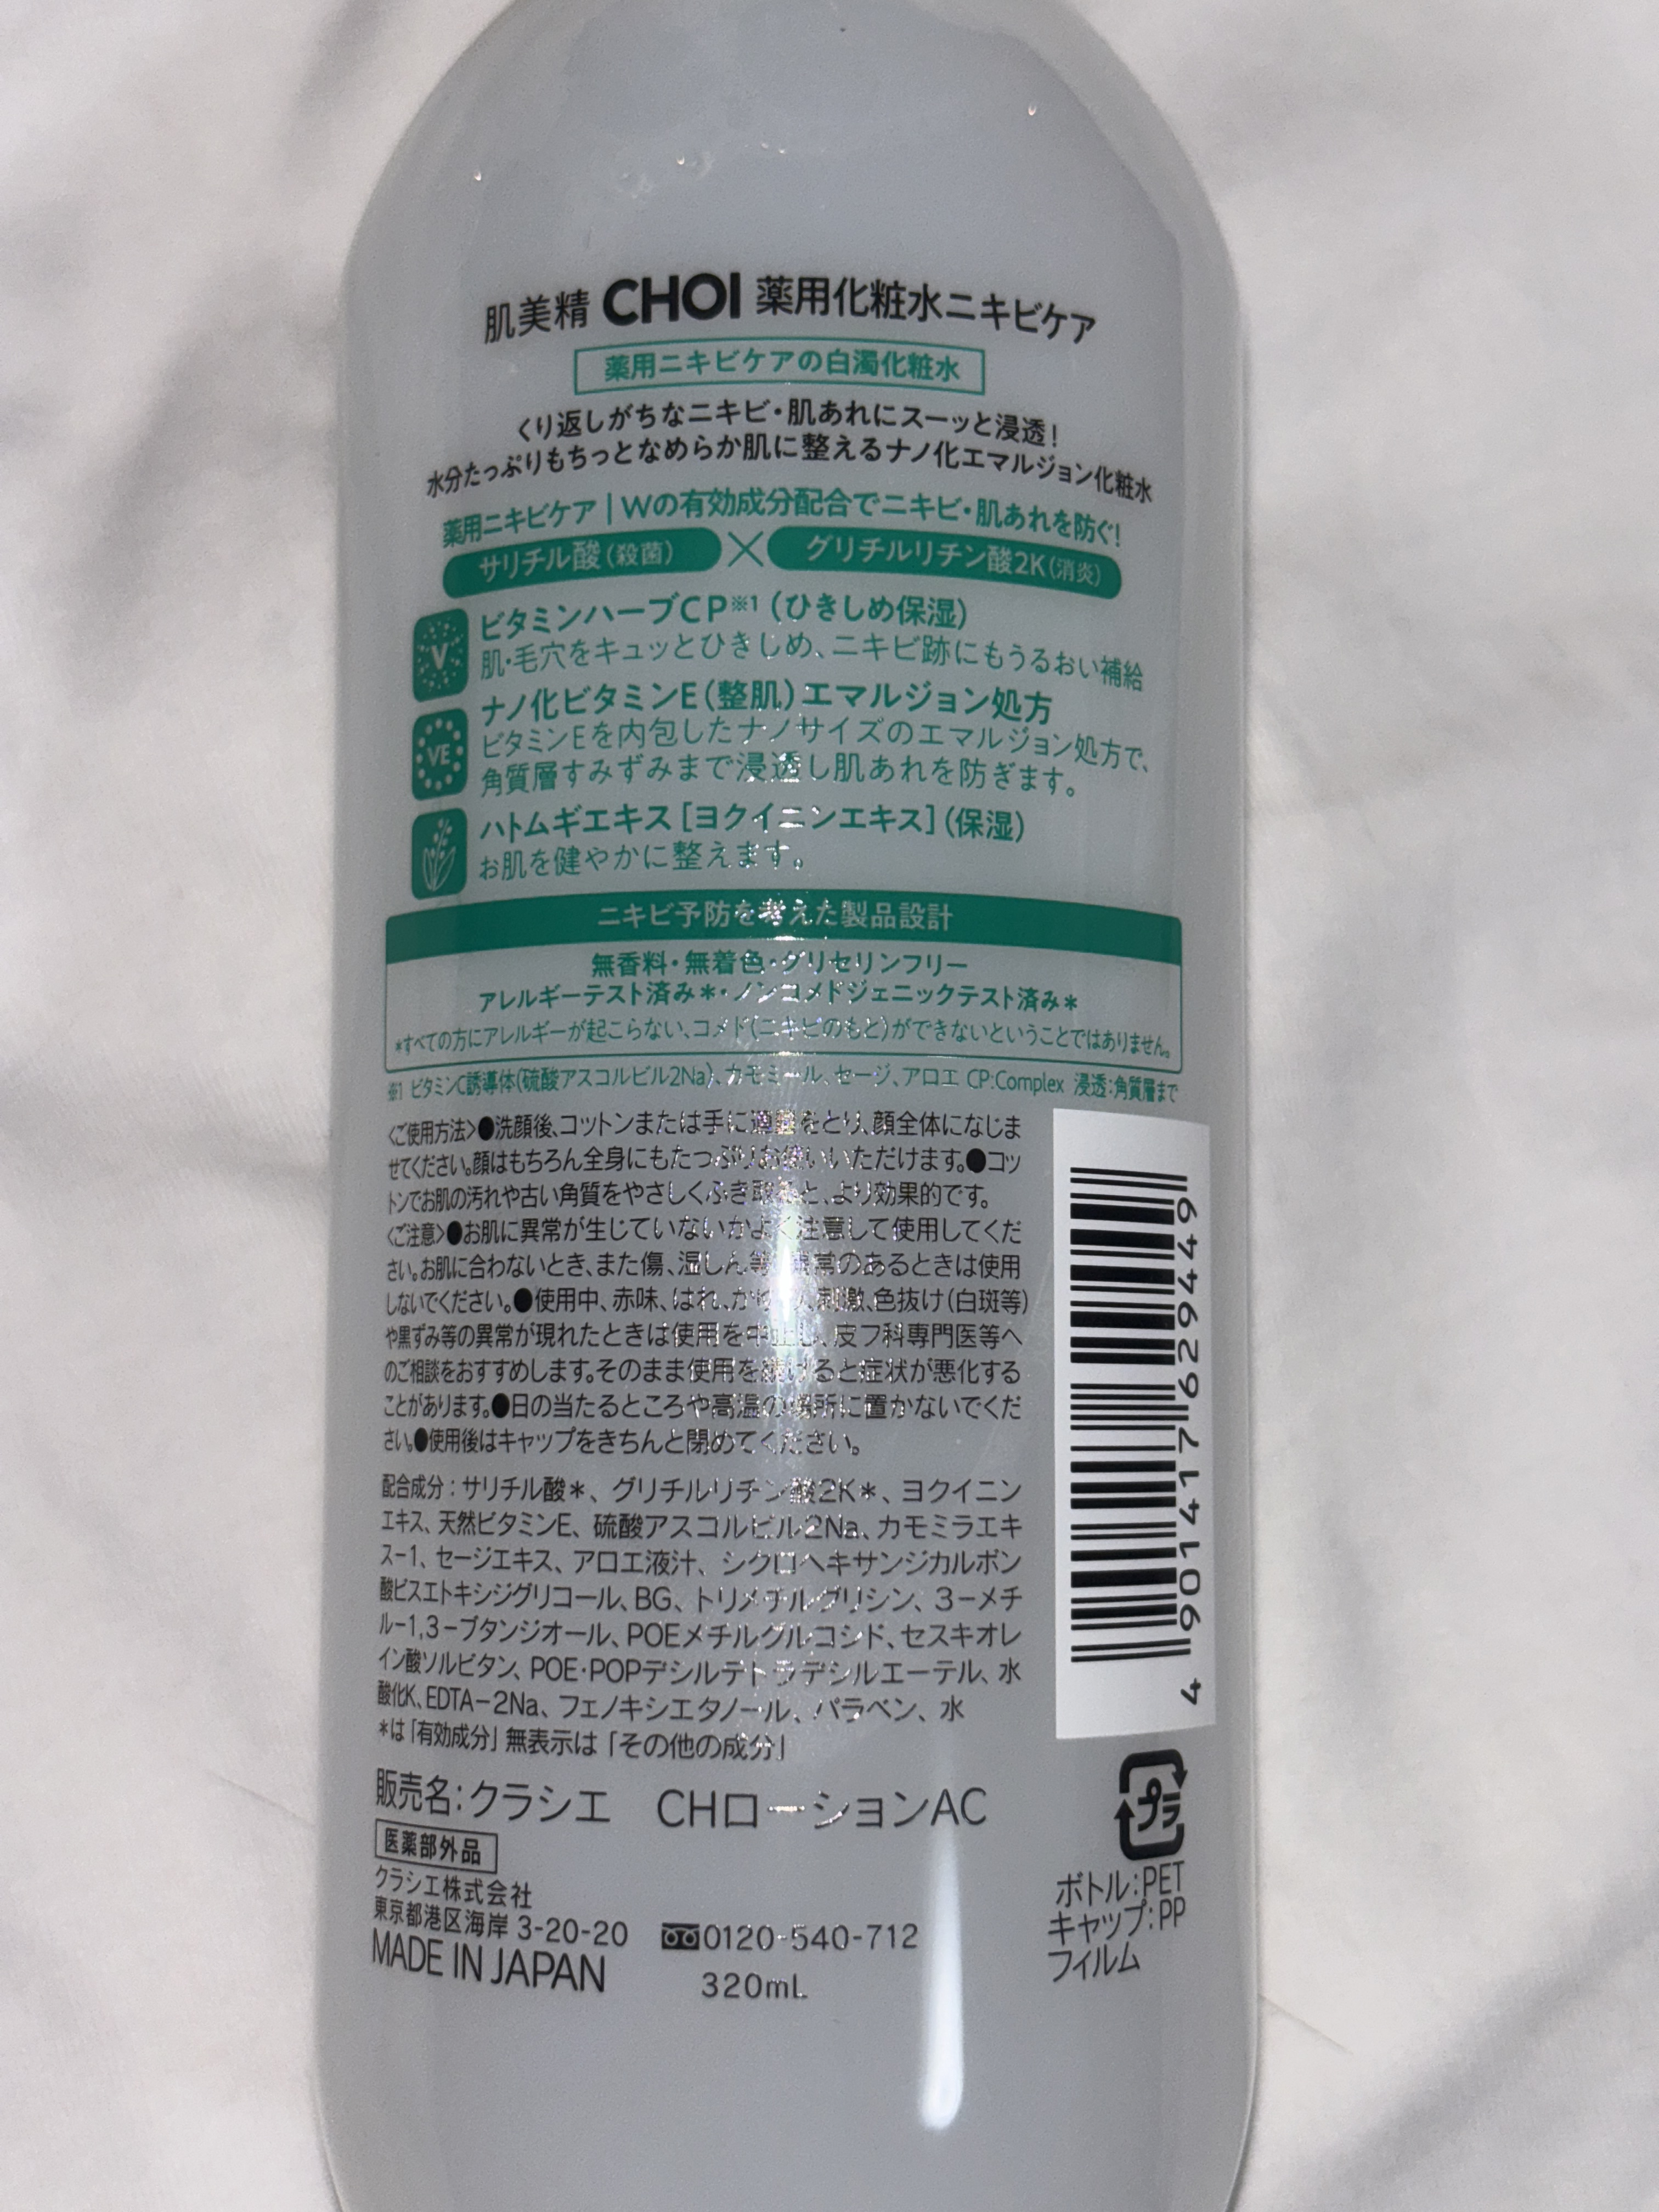 肌美精 CHOI 薬用化粧水ニキビケア
薬用ニキビケアの白濁化粧水
くり返しがちなニキビ・肌あれにスーッと浸透!
水分たっぷりもちっとなめらか肌に整えるナノ化エマルジョン化粧水
薬用ニキビケア|Wの有効成分配合でニキビ・肌あれを防ぐ!
サリチル酸(殺菌)×グリチルリチン酸2K(消炎)
V
ビタミンハーブCP※1(ひきしめ保湿)
肌・毛穴をキュッとひきしめ、ニキビ跡にもうるおい補給
VE
ナノ化ビタミンE(整肌)エマルジョン処方
ビタミンEを内包したナノサイズのエマルジョン処方で、
角質層すみずみまで浸透し肌あれを防ぎます。
ハトムギエキス[ヨクイニンエキス](保湿)
お肌を健やかに整えます。
ニキビ予防を考えた製品設計
無香料・無着色・グリセリンフリー
アレルギーテスト済み*・ノンコメドジェニックテスト済み*
*すべての方にアレルギーが起こらない、コメド(ニキビのもと)ができないということではありません。
※1 ビタミンC誘導体(硫酸アスコルビル2Na)、カモミール、セージ、アロエ CP:Complex 浸透:角質層まで
<ご使用方法>●洗顔後、コットンまたは手に適量をとり、顔全体になじま
せてください。顔はもちろん全身にもたっぷりお使いいただけます。●コッ
トンでお肌の汚れや古い角質をやさしくふき取ると、より効果的です。
<ご注意>●お肌に異常が生じていないかよく注意して使用してくだ
さい。お肌に合わないとき、また傷、湿しん等異常のあるときは使用
しないでください。●使用中、赤味、はれ、かゆみ、刺激、色抜け(白斑等)
や黒ずみ等の異常が現れたときは使用を中止し、皮フ科専門医等へ
のご相談をおすすめします。そのまま使用を続けると症状が悪化する
ことがあります。●日の当たるところや高温の場所に置かないでくだ
さい。●使用後はキャップをきちんと閉めてください。
配合成分:サリチル酸*、グリチルリチン酸2K*、ヨクイニン
エキス、天然ビタミンE、硫酸アスコルビル2Na、カモミラエキ
ス-1、セージエキス、アロエ液汁、シクロヘキサンジカルボン
酸ビスエトキシジグリコール、BG、トリメチルグリシン、3-メチ
ル-1,3-ブタンジオール、POEメチルグルコシド、セスキオレ
イン酸ソルビタン、POE・POPデシルテトラデシルエーテル、水
酸化K、EDTA-2Na、フェノキシエタノール、パラベン、水
*は「有効成分」無表示は「その他の成分」
販売名:クラシエ CHローションAC
医薬部外品
クラシエ株式会社
東京都港区海岸 3-20-20 0120-540-712
MADE IN JAPAN 320mL
4 901417 629449
プラ
ボトル:PET
キャップ:PP
フィルム